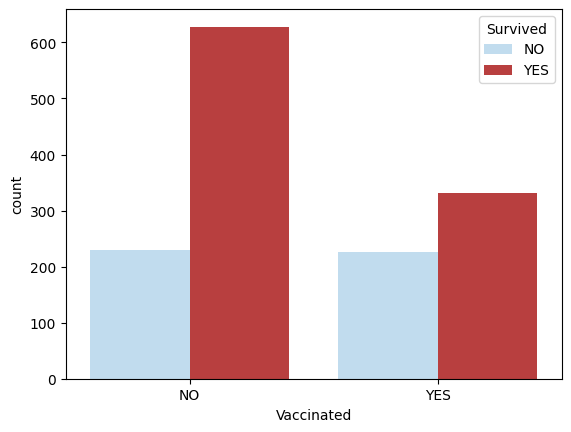 600
500
400
300
200
100
0
count
NO
YES
Vaccinated
Survived
NO
YES